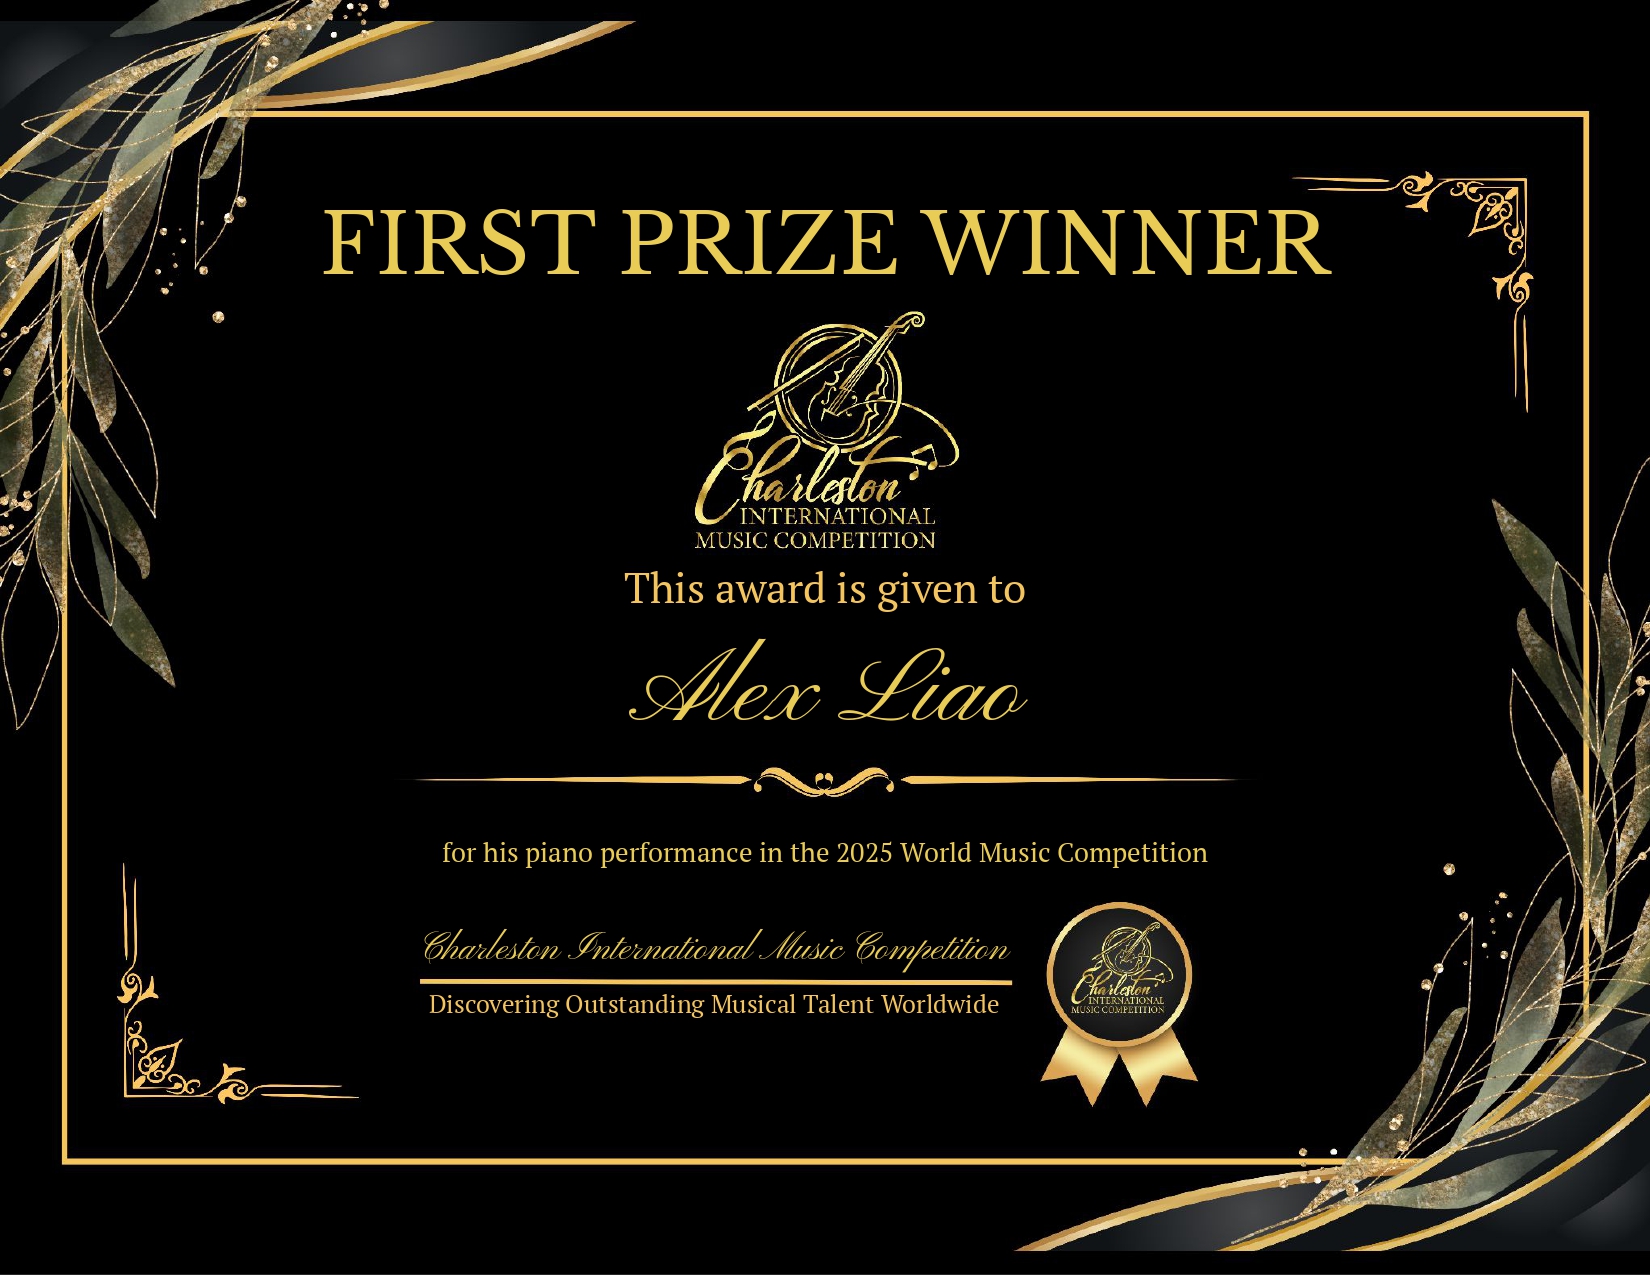 FIRST PRIZE WINNER
Charleston
INTERNATIONAL
MUSIC COMPETITION
This award is given to
Alex Liao
for his piano performance in the 2025 World Music Competition
Charleston International Music Competition
Discovering Outstanding Musical Talent Worldwide
Charleston
INTERNATIONAL
MUSIC COMPETITION